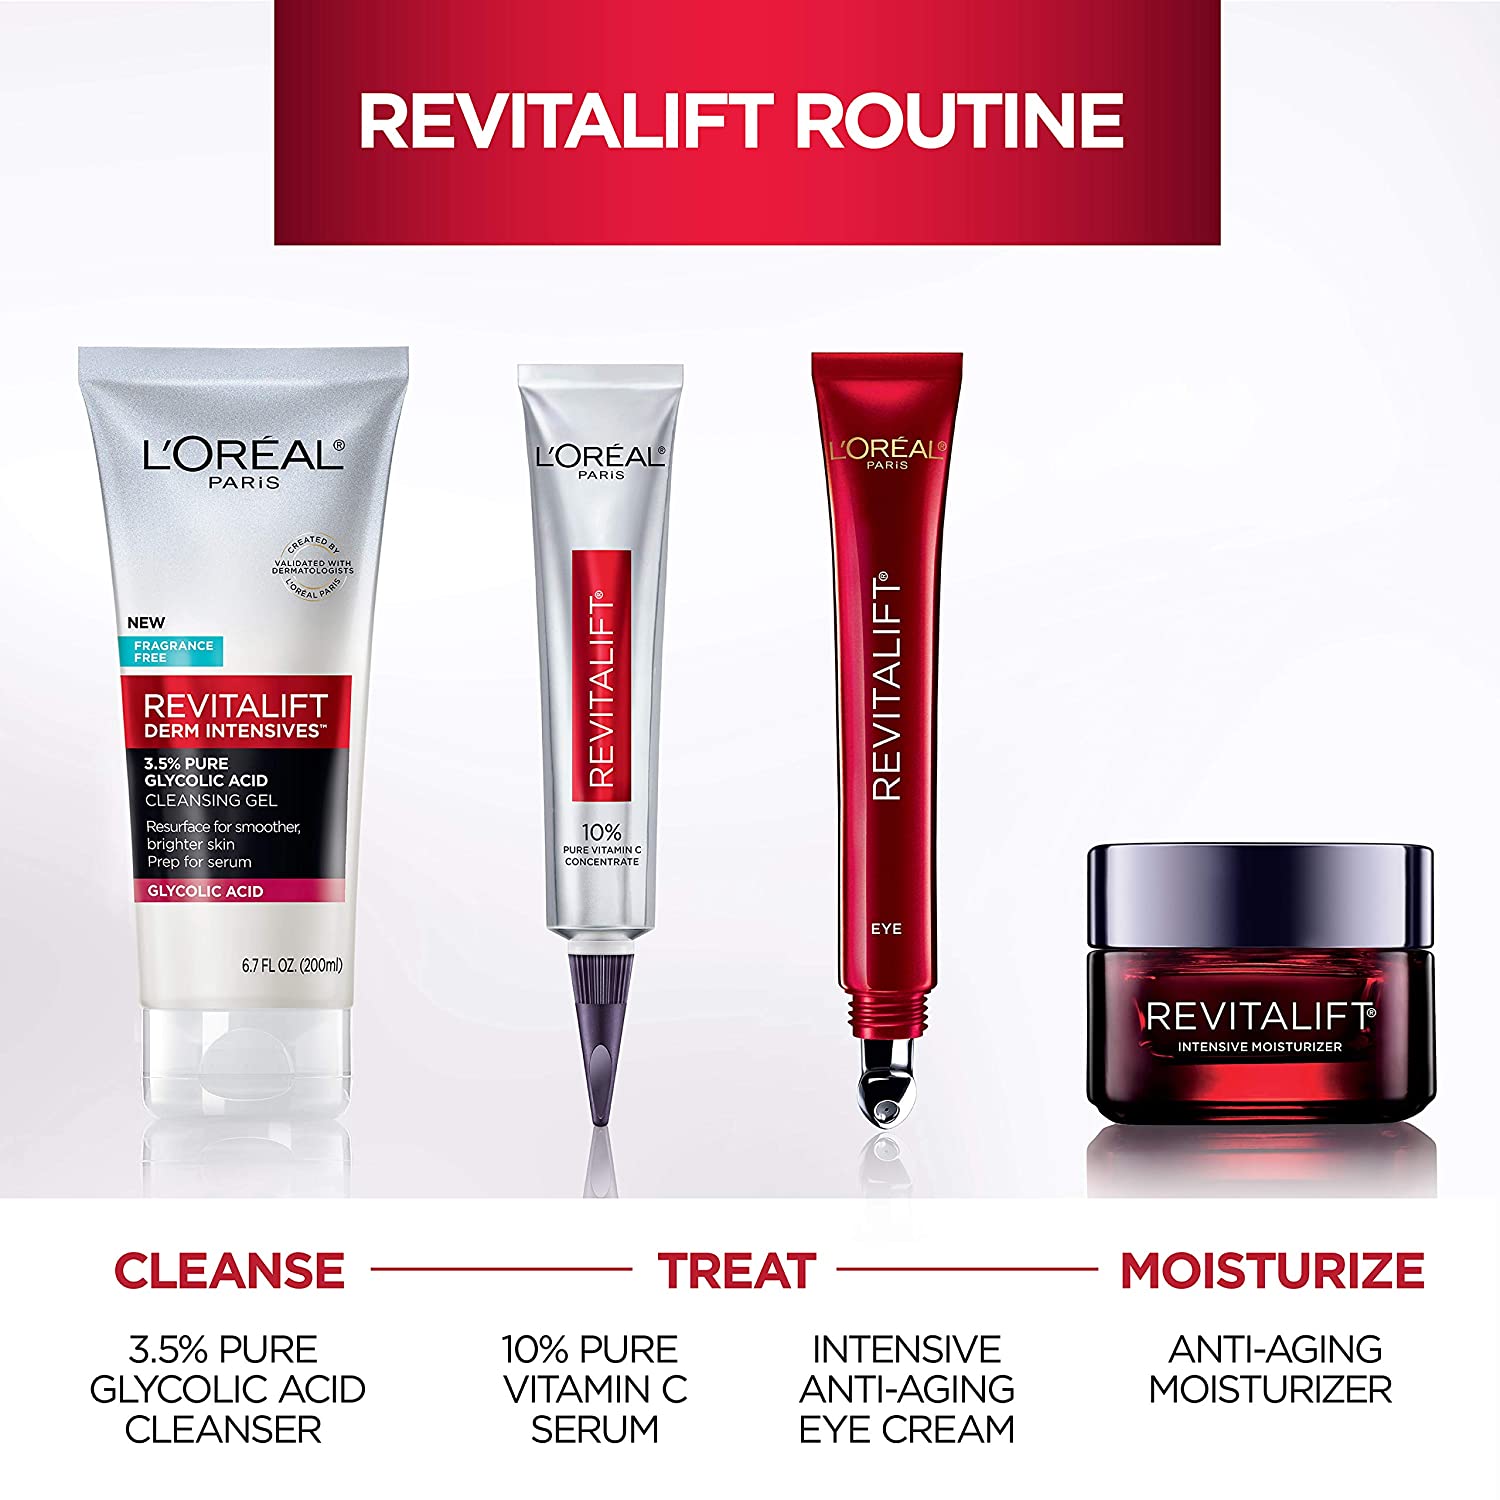 REVITALIFT ROUTINE
L'ORÉAL®
PARiS
CREATED BY
VALIDATED WITH
DERMATOLOGISTS
L'ORÉAL PARIS
NEW
FRAGRANCE
FREE
REVITALIFT
DERM INTENSIVES™
3.5% PURE
GLYCOLIC ACID
CLEANSING GEL
Resurface for smoother,
brighter skin
Prep for serum
GLYCOLIC ACID
6.7 FL OZ. (200ml)
L'ORÉAL®
PARiS
REVITALIFT®
10%
PURE VITAMIN C
CONCENTRATE
L'ORÉAL®
PARiS
REVITALIFT®
EYE
REVITALIFT®
INTENSIVE MOISTURIZER
CLEANSE
3.5% PURE
GLYCOLIC ACID
CLEANSER
TREAT
10% PURE
VITAMIN C
SERUM
INTENSIVE
ANTI-AGING
EYE CREAM
MOISTURIZE
ANTI-AGING
MOISTURIZER